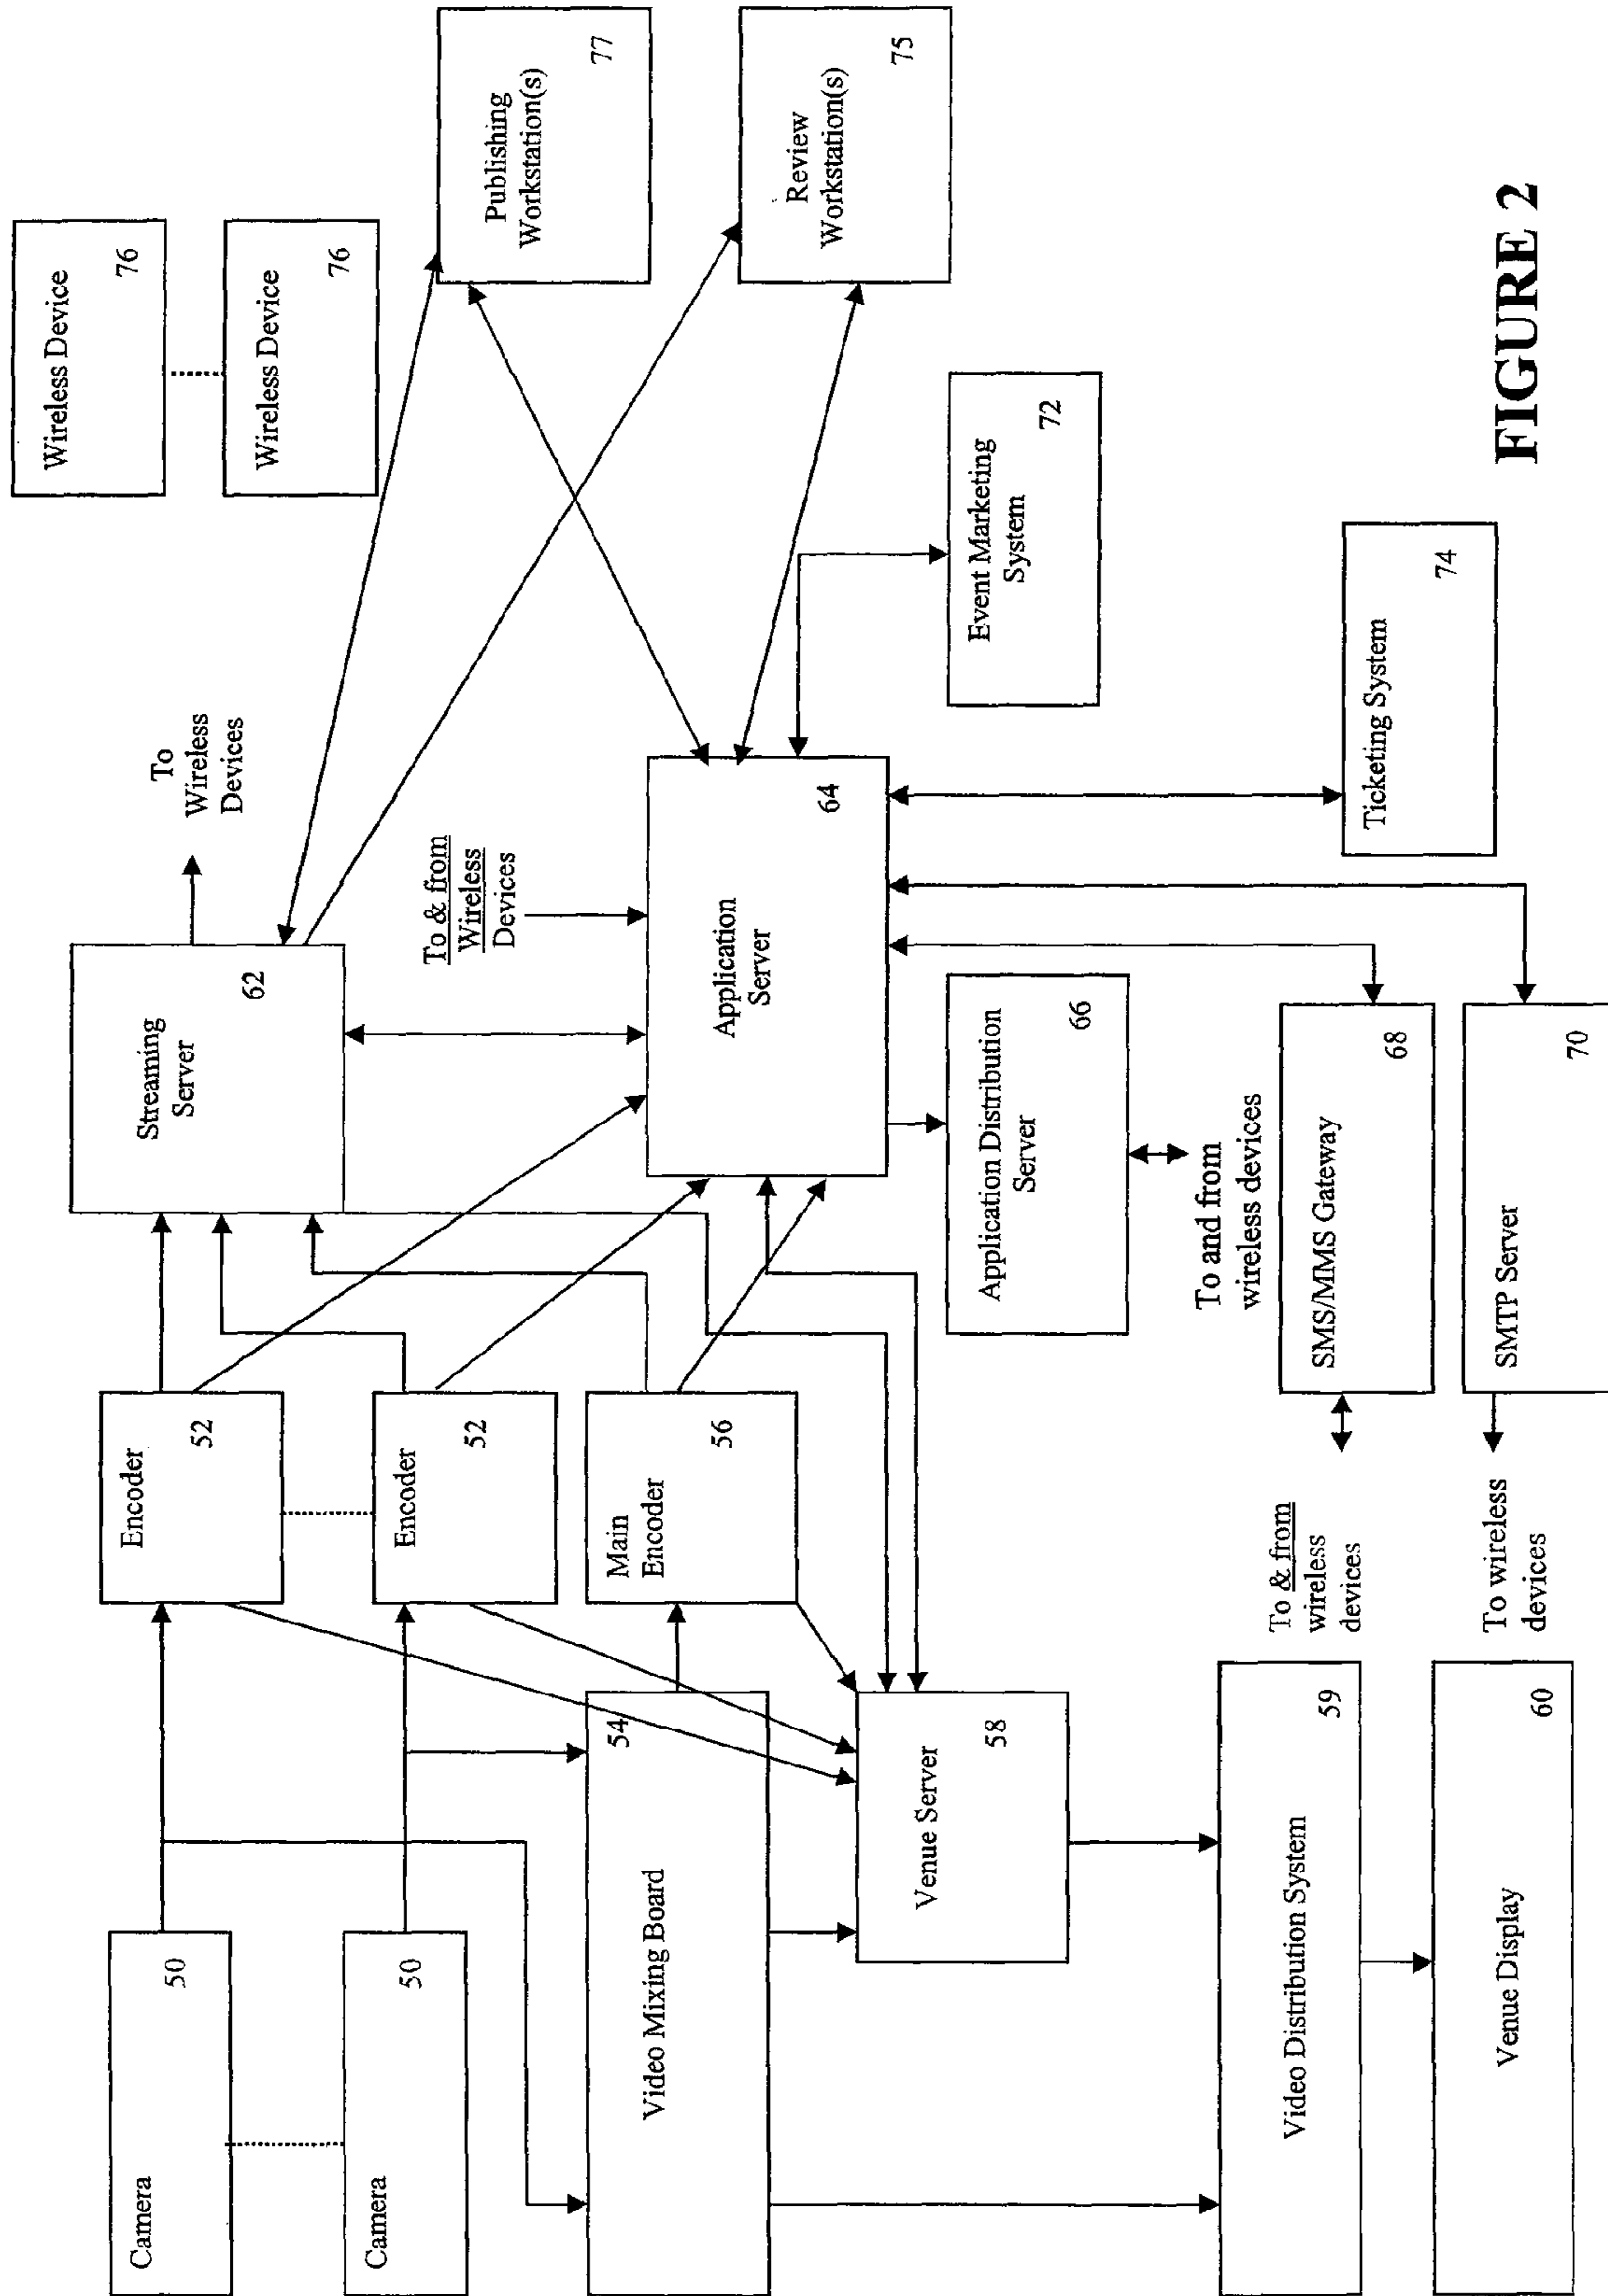 Camera
50
Camera
50
Encoder
52
Encoder
52
Main
Encoder
56
Video Mixing Board
54
Venue Server
58
Video Distribution System
59
Venue Display
60
Streaming
Server
62
To
Wireless
Devices
To & from
Wireless
Devices
Application
Server
64
Application Distribution
Server
66
To and from
wireless devices
SMS/MMS Gateway
68
To & from
wireless
devices
SMTP Server
70
To wireless
devices
Event Marketing
System
72
Ticketing System
74
Wireless Device
76
Wireless Device
76
Publishing
Workstation(s)
77
Review
Workstation(s)
75
FIGURE 2